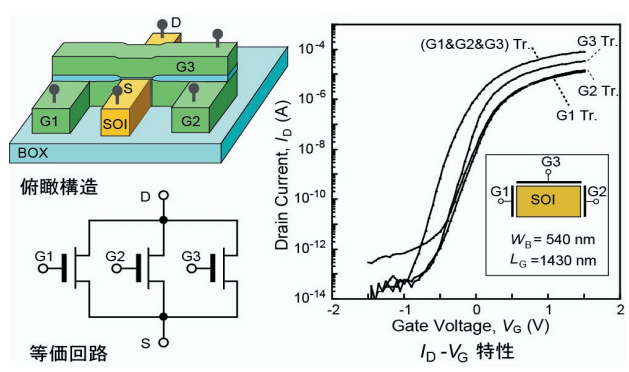 D
G3
S
G1
SOI
G2
BOX
俯瞰構造
D
G1
G2
G3
S
等価回路
Drain Current, I_D (A)
10⁻⁴
10⁻⁶
10⁻⁸
10⁻¹⁰
10⁻¹²
10⁻¹⁴
(G1&G2&G3) Tr.
G3 Tr.
G2 Tr.
G1 Tr.
G3
G1
SOI
G2
W_B = 540 nm
L_G =1430 nm
-2
-1
0
1
2
Gate Voltage, V_G (V)
I_D -V_G 特性